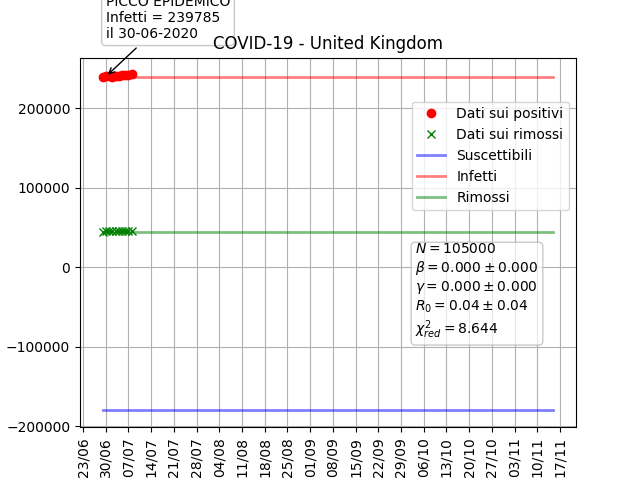 PICCO EPIDEMICO
Infetti = 239785
il 30-06-2020
COVID-19 - United Kingdom
200000
100000
0
−100000
−200000
Dati sui positivi
Dati sui rimossi
Suscettibili
Infetti
Rimossi
N = 105000
β = 0.000 ± 0.000
γ = 0.000 ± 0.000
R₀ = 0.04 ± 0.04
χ²red = 8.644
23/06
30/06
07/07
14/07
21/07
28/07
04/08
11/08
18/08
25/08
01/09
08/09
15/09
22/09
29/09
06/10
13/10
20/10
27/10
03/11
10/11
17/11